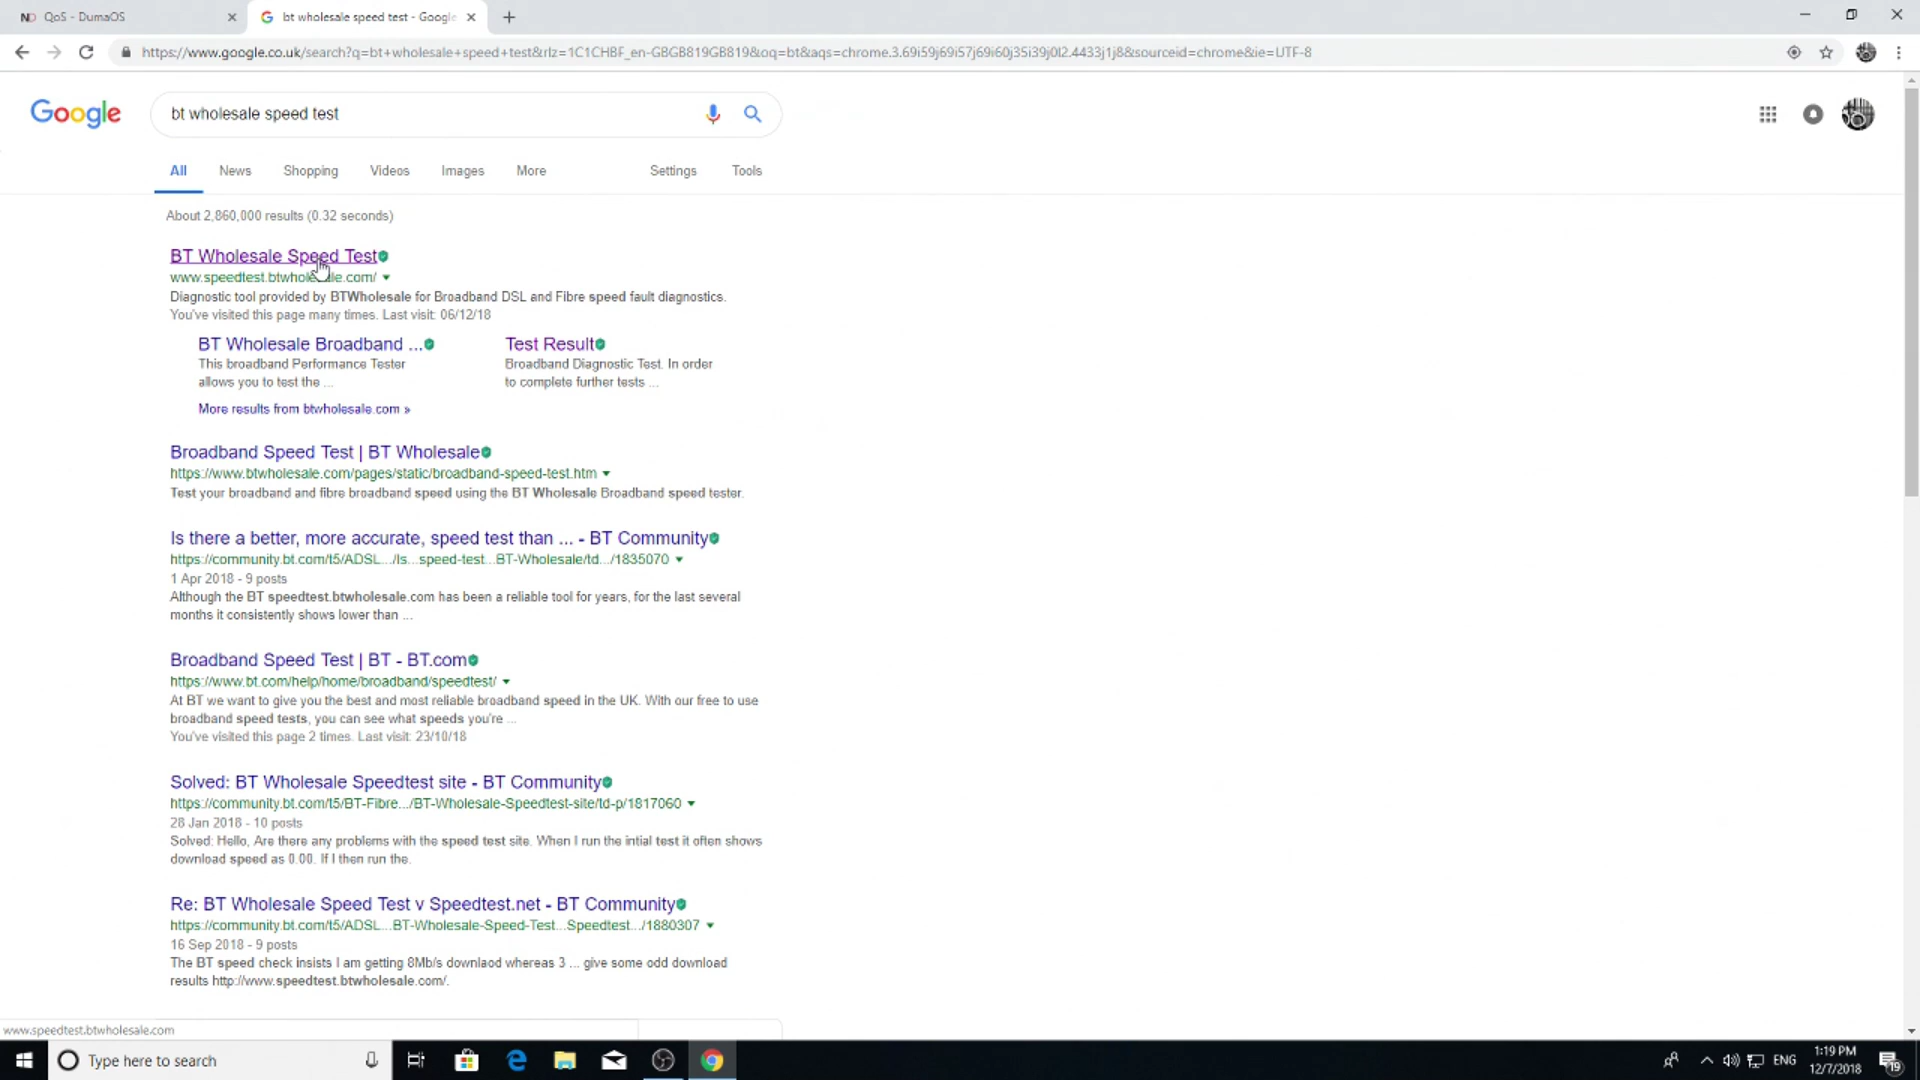 QoS - DumaOS
bt wholesale speed test - Google
https://www.google.co.uk/search?q=bt+wholesale+speed+test&rlz=1C1CHBF_en-GBGB819GB819&oq=bt&aqs=chrome.3.69i59j69i57j69i60j35i39j0l2.4433j1j8&sourceid=chrome&ie=UTF-8
Google
bt wholesale speed test
All News Shopping Videos Images More Settings Tools
About 2,860,000 results (0.32 seconds)
BT Wholesale Speed Test
www.speedtest.btwholesale.com/
Diagnostic tool provided by BTWholesale for Broadband DSL and Fibre speed fault diagnostics.
You've visited this page many times. Last visit: 06/12/18
BT Wholesale Broadband ...
This broadband Performance Tester
allows you to test the ...
Test Result
Broadband Diagnostic Test. In order
to complete further tests ...
More results from btwholesale.com »
Broadband Speed Test | BT Wholesale
https://www.btwholesale.com/pages/static/broadband-speed-test.htm
Test your broadband and fibre broadband speed using the BT Wholesale Broadband speed tester.
Is there a better, more accurate, speed test than ... - BT Community
https://community.bt.com/t5/ADSL.../Is...speed-test...BT-Wholesale/td.../1835070
1 Apr 2018 - 9 posts
Although the BT speedtest.btwholesale.com has been a reliable tool for years, for the last several
months it consistently shows lower than ...
Broadband Speed Test | BT - BT.com
https://www.bt.com/help/home/broadband/speedtest/
At BT we want to give you the best and most reliable broadband speed in the UK. With our free to use
broadband speed tests, you can see what speeds you're ...
You've visited this page 2 times. Last visit: 23/10/18
Solved: BT Wholesale Speedtest site - BT Community
https://community.bt.com/t5/BT-Fibre.../BT-Wholesale-Speedtest-site/td-p/1817060
28 Jan 2018 - 10 posts
Solved: Hello, Are there any problems with the speed test site. When I run the intial test it often shows
download speed as 0.00. If I then run the.
Re: BT Wholesale Speed Test v Speedtest.net - BT Community
https://community.bt.com/t5/ADSL...BT-Wholesale-Speed-Test...Speedtest.../1880307
16 Sep 2018 - 9 posts
The BT speed check insists I am getting 8Mb/s downlaod whereas 3 ... give some odd download
results http://www.speedtest.btwholesale.com/.
www.speedtest.btwholesale.com
Type here to search
ENG
1:19 PM
12/7/2018
19